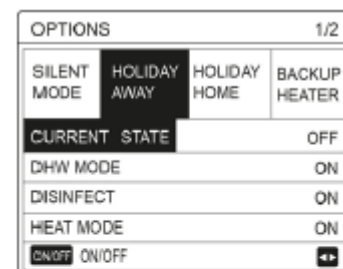 OPTIONS 1/2
SILENT MODE HOLIDAY AWAY HOLIDAY HOME BACKUP HEATER
CURRENT STATE OFF
DHW MODE ON
DISINFECT ON
HEAT MODE ON
ON/OFF ON/OFF